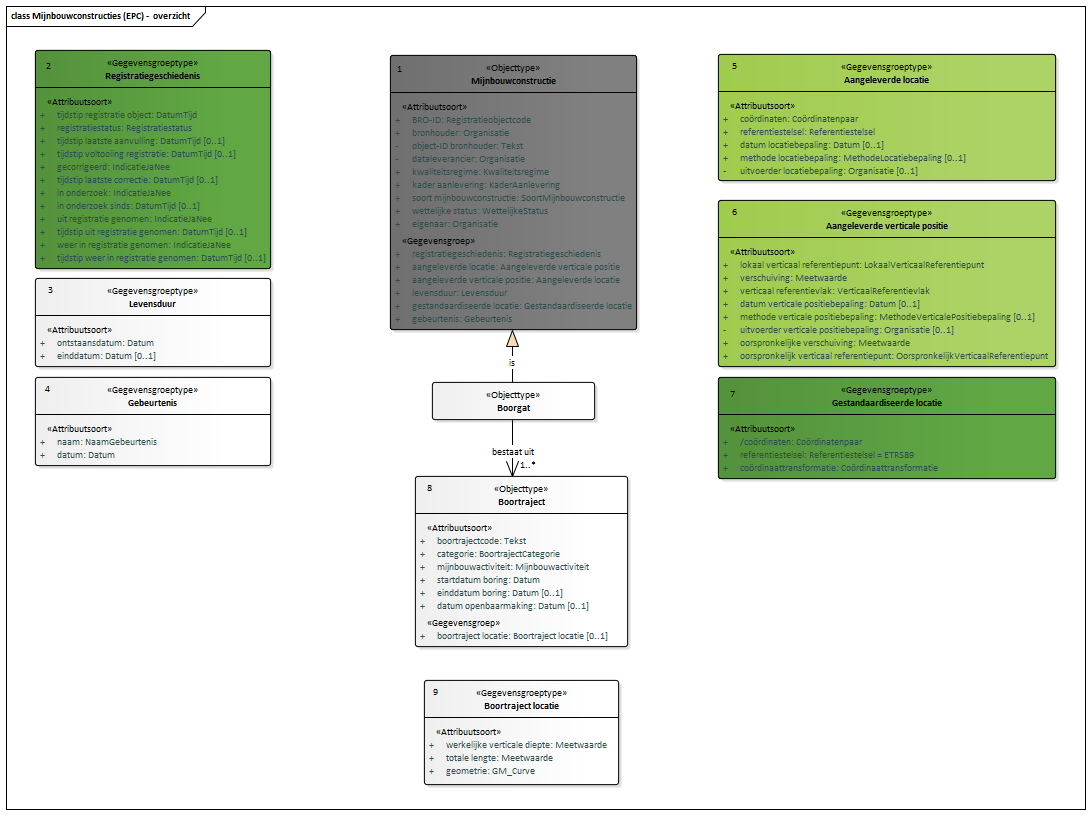 class Mijnbouwconstructies (EPC) - overzicht
2
«Gegevensgroeptype»
Registratiegeschiedenis
«Attribuutsoort»
+ tijdstip registratie object: DatumTijd
+ registratiestatus: Registratiestatus
+ tijdstip laatste aanvulling: DatumTijd [0..1]
+ tijdstip voltooiing registratie: DatumTijd [0..1]
+ gecorrigeerd: IndicatieJaNee
+ tijdstip laatste correctie: DatumTijd [0..1]
+ in onderzoek: IndicatieJaNee
+ in onderzoek sinds: DatumTijd [0..1]
+ uit registratie genomen: IndicatieJaNee
+ tijdstip uit registratie genomen: DatumTijd [0..1]
+ weer in registratie genomen: IndicatieJaNee
+ tijdstip weer in registratie genomen: DatumTijd [0..1]
3
«Gegevensgroeptype»
Levensduur
«Attribuutsoort»
+ ontstaansdatum: Datum
+ einddatum: Datum [0..1]
4
«Gegevensgroeptype»
Gebeurtenis
«Attribuutsoort»
+ naam: NaamGebeurtenis
+ datum: Datum
1
«Objecttype»
Mijnbouwconstructie
«Attribuutsoort»
+ BRO-ID: Registratieobjectcode
+ bronhouder: Organisatie
- object-ID bronhouder: Tekst
- dataleverancier: Organisatie
+ kwaliteitsregime: Kwaliteitsregime
+ kader aanlevering: KaderAanlevering
+ soort mijnbouwconstructie: SoortMijnbouwconstructie
+ wettelijke status: WettelijkeStatus
+ eigenaar: Organisatie
«Gegevensgroep»
+ registratiegeschiedenis: Registratiegeschiedenis
+ aangeleverde locatie: Aangeleverde verticale positie
+ aangeleverde verticale positie: Aangeleverde locatie
+ levensduur: Levensduur
+ gestandaardiseerde locatie: Gestandaardiseerde locatie
+ gebeurtenis: Gebeurtenis
is
«Objecttype»
Boorgat
bestaat uit
1..*
8
«Objecttype»
Boortraject
«Attribuutsoort»
+ boortrajectcode: Tekst
+ categorie: BoortrajectCategorie
+ mijnbouwactiviteit: Mijnbouwactiviteit
+ startdatum boring: Datum
+ einddatum boring: Datum [0..1]
+ datum openbaarmaking: Datum [0..1]
«Gegevensgroep»
+ boortraject locatie: Boortraject locatie [0..1]
9
«Gegevensgroeptype»
Boortraject locatie
«Attribuutsoort»
+ werkelijke verticale diepte: Meetwaarde
+ totale lengte: Meetwaarde
+ geometrie: GM_Curve
5
«Gegevensgroeptype»
Aangeleverde locatie
«Attribuutsoort»
+ coördinaten: Coördinatenpaar
+ referentiestelsel: Referentiestelsel
+ datum locatiebepaling: Datum [0..1]
+ methode locatiebepaling: MethodeLocatiebepaling [0..1]
- uitvoerder locatiebepaling: Organisatie [0..1]
6
«Gegevensgroeptype»
Aangeleverde verticale positie
«Attribuutsoort»
+ lokaal verticaal referentiepunt: LokaalVerticaalReferentiepunt
+ verschuiving: Meetwaarde
+ verticaal referentievlak: VerticaalReferentievlak
+ datum verticale positiebepaling: Datum [0..1]
+ methode verticale positiebepaling: MethodeVerticalePositiebepaling [0..1]
- uitvoerder verticale positiebepaling: Organisatie [0..1]
+ oorspronkelijke verschuiving: Meetwaarde
+ oorspronkelijk verticaal referentiepunt: OorspronkelijkVerticaalReferentiepunt
7
«Gegevensgroeptype»
Gestandaardiseerde locatie
«Attribuutsoort»
+ /coördinaten: Coördinatenpaar
+ referentiestelsel: Referentiestelsel = ETRS89
+ coördinaattransformatie: Coördinaattransformatie